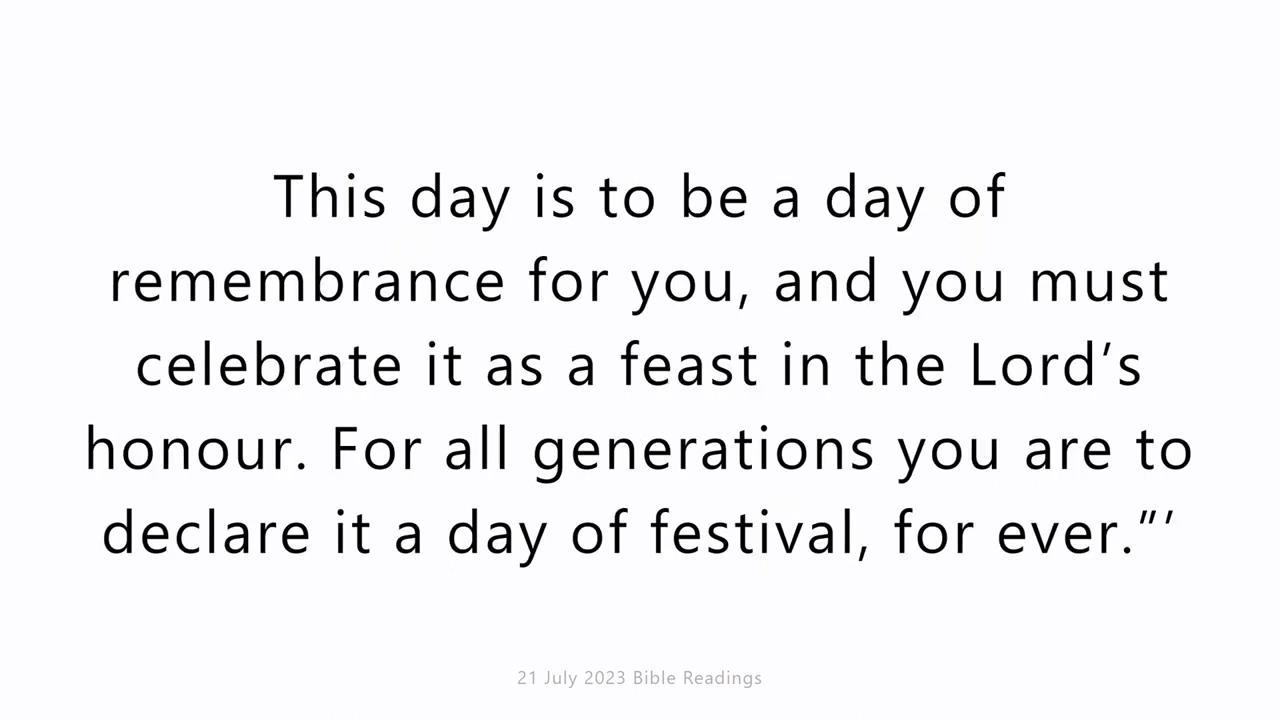 This day is to be a day of
remembrance for you, and you must
celebrate it as a feast in the Lord’s
honour. For all generations you are to
declare it a day of festival, for ever.”’
21 July 2023 Bible Readings